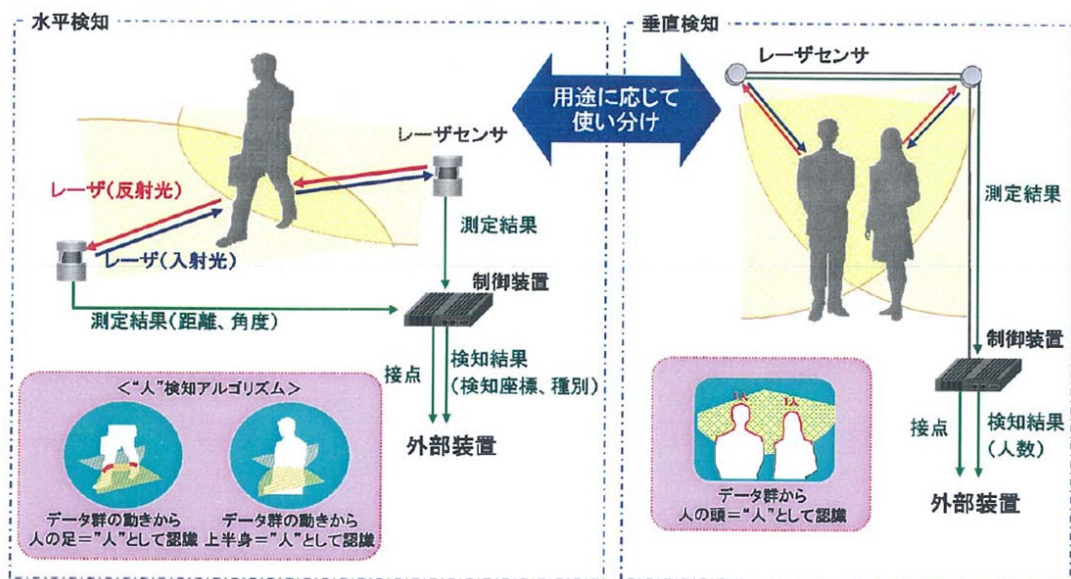 水平検知
レーザセンサ
レーザ(反射光)
レーザ(入射光)
測定結果
制御装置
測定結果(距離、角度)
接点
検知結果
(検知座標、種別)
外部装置
<“人”検知アルゴリズム>
データ群の動きから
人の足=”人”として認識
データ群の動きから
上半身=”人”として認識
用途に応じて
使い分け
垂直検知
レーザセンサ
測定結果
制御装置
1人
1人
データ群から
人の頭=“人”として認識
接点
検知結果
(人数)
外部装置